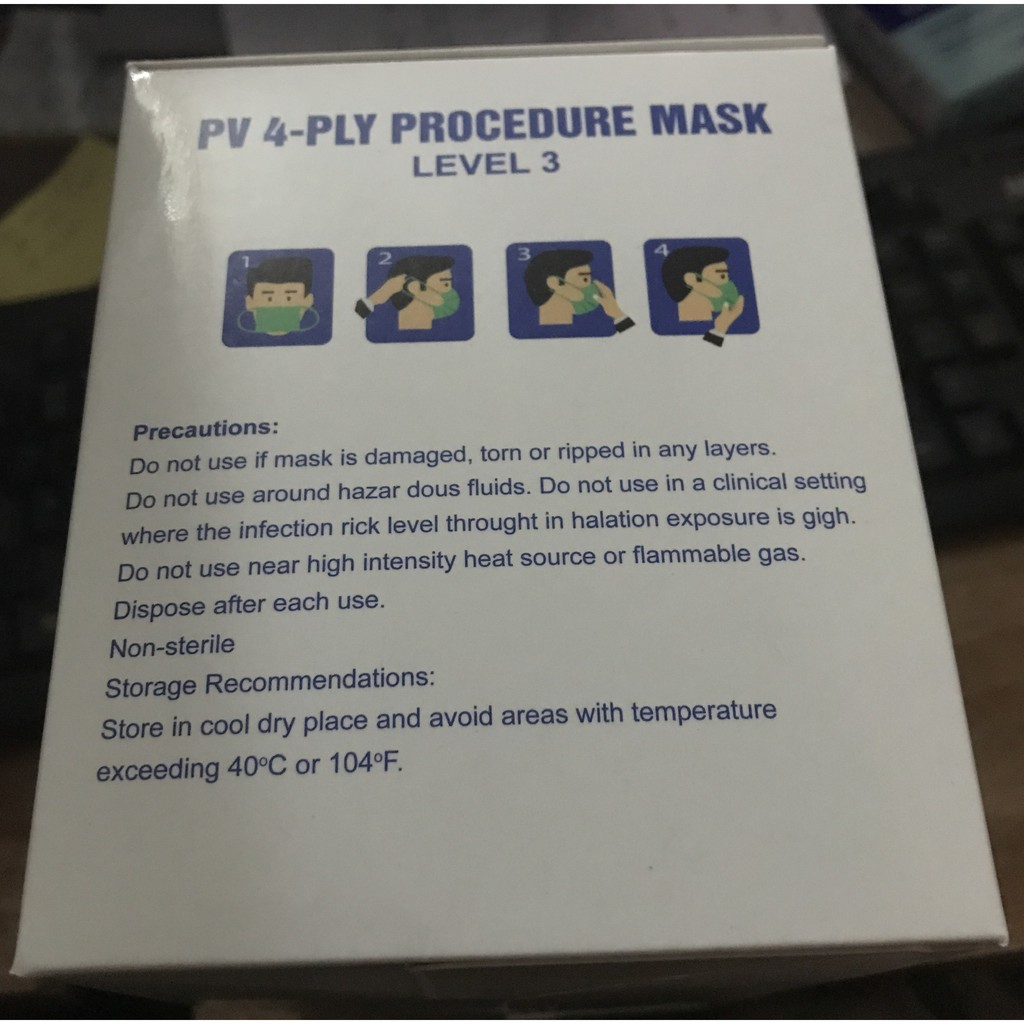 PV 4-PLY PROCEDURE MASK
LEVEL 3
1 2 3 4
Precautions:
Do not use if mask is damaged, torn or ripped in any layers.
Do not use around hazar dous fluids. Do not use in a clinical setting
where the infection rick level throught in halation exposure is gigh.
Do not use near high intensity heat source or flammable gas.
Dispose after each use.
Non-sterile
Storage Recommendations:
Store in cool dry place and avoid areas with temperature
exceeding 40ºC or 104ºF.